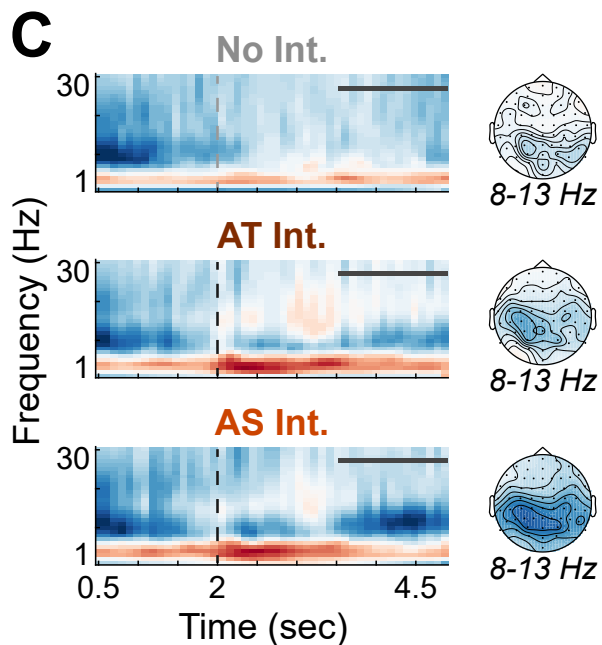 C
No Int.
30
1
8-13 Hz
AT Int.
30
1
8-13 Hz
AS Int.
30
1
8-13 Hz
0.5 2 4.5
Time (sec)
Frequency (Hz)